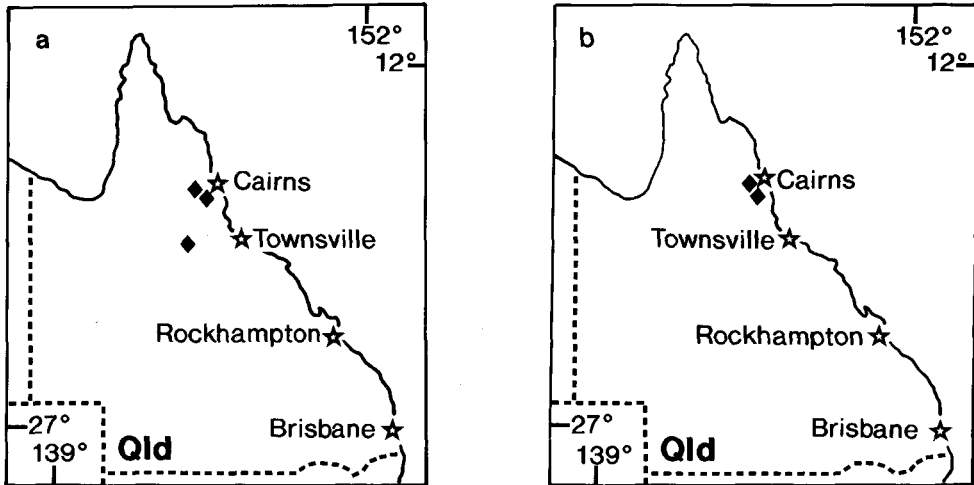 a
152°
12°
Cairns
Townsville
Rockhampton
Brisbane
27°
139°
Qld
b
152°
12°
Cairns
Townsville
Rockhampton
Brisbane
27°
139°
Qld